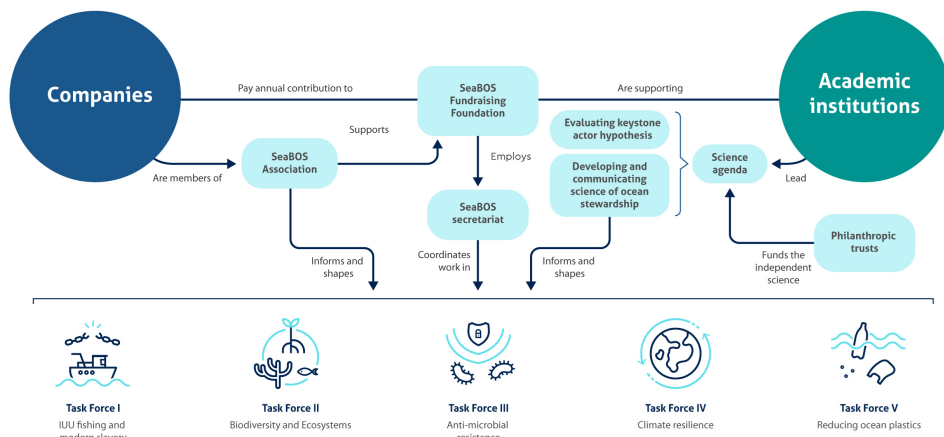 Companies
Pay annual contribution to
SeaBOS
Fundraising
Foundation
Are supporting
Academic
institutions
Evaluating keystone
actor hypothesis
Supports
SeaBOS
Association
Are members of
Employs
Developing and
communicating
science of ocean
stewardship
Science
agenda
Lead
SeaBOS
secretariat
Philanthropic
trusts
Informs and
shapes
Coordinates
work in
Informs and
shapes
Funds the
independent
science
Task Force I
IUU fishing and
modern slavery
Task Force II
Biodiversity and Ecosystems
Task Force III
Anti-microbial
resistance
Task Force IV
Climate resilience
Task Force V
Reducing ocean plastics